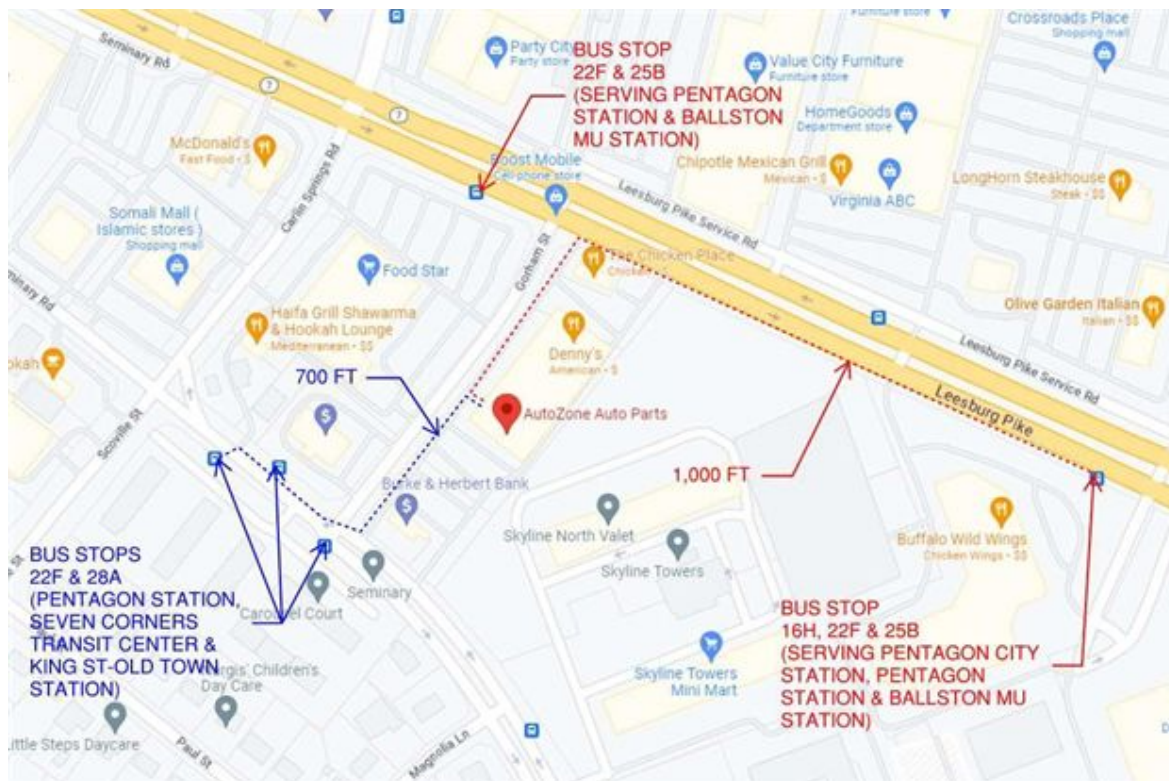 Seminary Rd
7
7
Party City
Party store
BUS STOP
22F & 25B
(SERVING PENTAGON
STATION & BALLSTON
MU STATION)
Furniture store
Value City Furniture
Furniture store
Crossroads Place
Shopping mall
HomeGoods
Department store
McDonald's
Fast Food • $
Carlin Springs Rd
Boost Mobile
Cell phone store
Leesburg Pike Service Rd
Chipotle Mexican Grill
Mexican • $
Virginia ABC
LongHorn Steakhouse
Steak • $$
Somali Mall (
Islamic stores )
Shopping mall
Gorham St
Food Star
The Chicken Place
Chicken
Olive Garden Italian
Italian • $$
Haifa Grill Shawarma
& Hookah Lounge
Mediterranean • $$
Denny's
American • $
Leesburg Pike Service Rd
Leesburg Pike
700 FT
AutoZone Auto Parts
$
Scoville St
1,000 FT
Burke & Herbert Bank
$
Skyline North Valet
Skyline Towers
Buffalo Wild Wings
Chicken Wings • $$
BUS STOPS
22F & 28A
(PENTAGON STATION,
SEVEN CORNERS
TRANSIT CENTER &
KING ST-OLD TOWN
STATION)
Seminary
Carousel Court
Day Care
Skyline Towers
Mini Mart
BUS STOP
16H, 22F & 25B
(SERVING PENTAGON CITY
STATION, PENTAGON
STATION & BALLSTON MU
STATION)
Little Steps Daycare
Paul St
Magnolia Ln